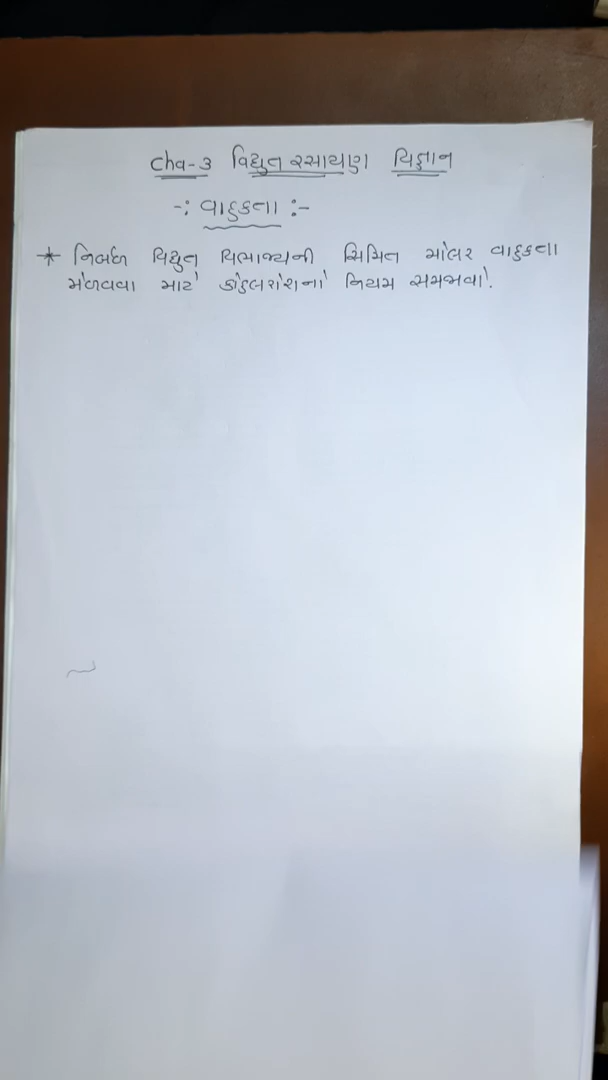 cha-3 વિદ્યુત રસાયણ વિજ્ઞાન
-: વાહકતા :-
* નિર્બળ વિદ્યુત વિભાજ્યની સિમિત મોલર વાહકતા
મેળવવા માટે કોહલરોશનો નિયમ સમજાવો.